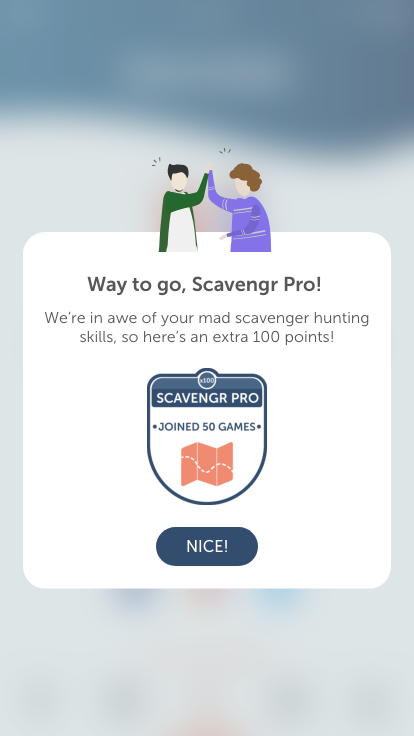 Way to go, Scavengr Pro!
We’re in awe of your mad scavenger hunting
skills, so here’s an extra 100 points!
x100
SCAVENGR PRO
•JOINED 50 GAMES•
NICE!